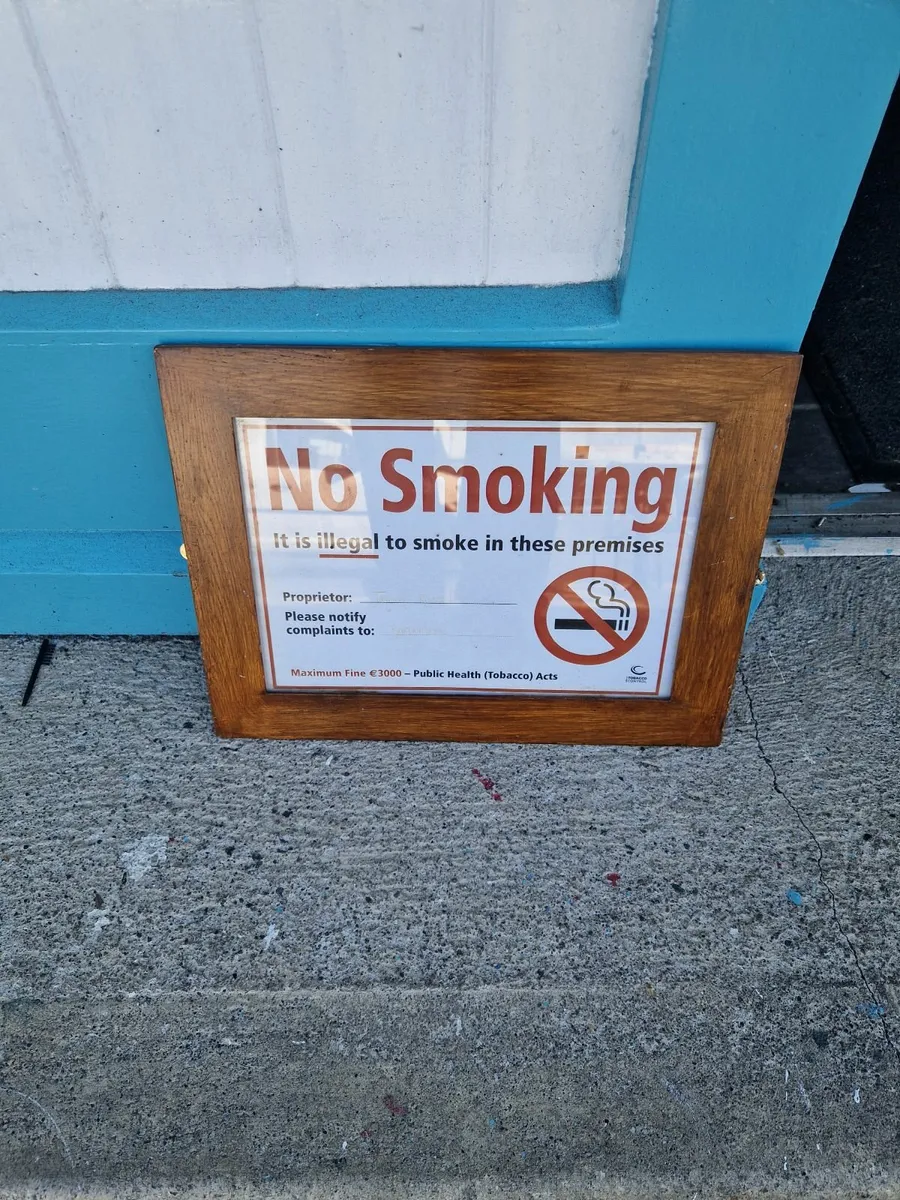 No Smoking
It is illegal to smoke in these premises
Proprietor:
Please notify
complaints to:
Maximum Fine €3000 – Public Health (Tobacco) Acts